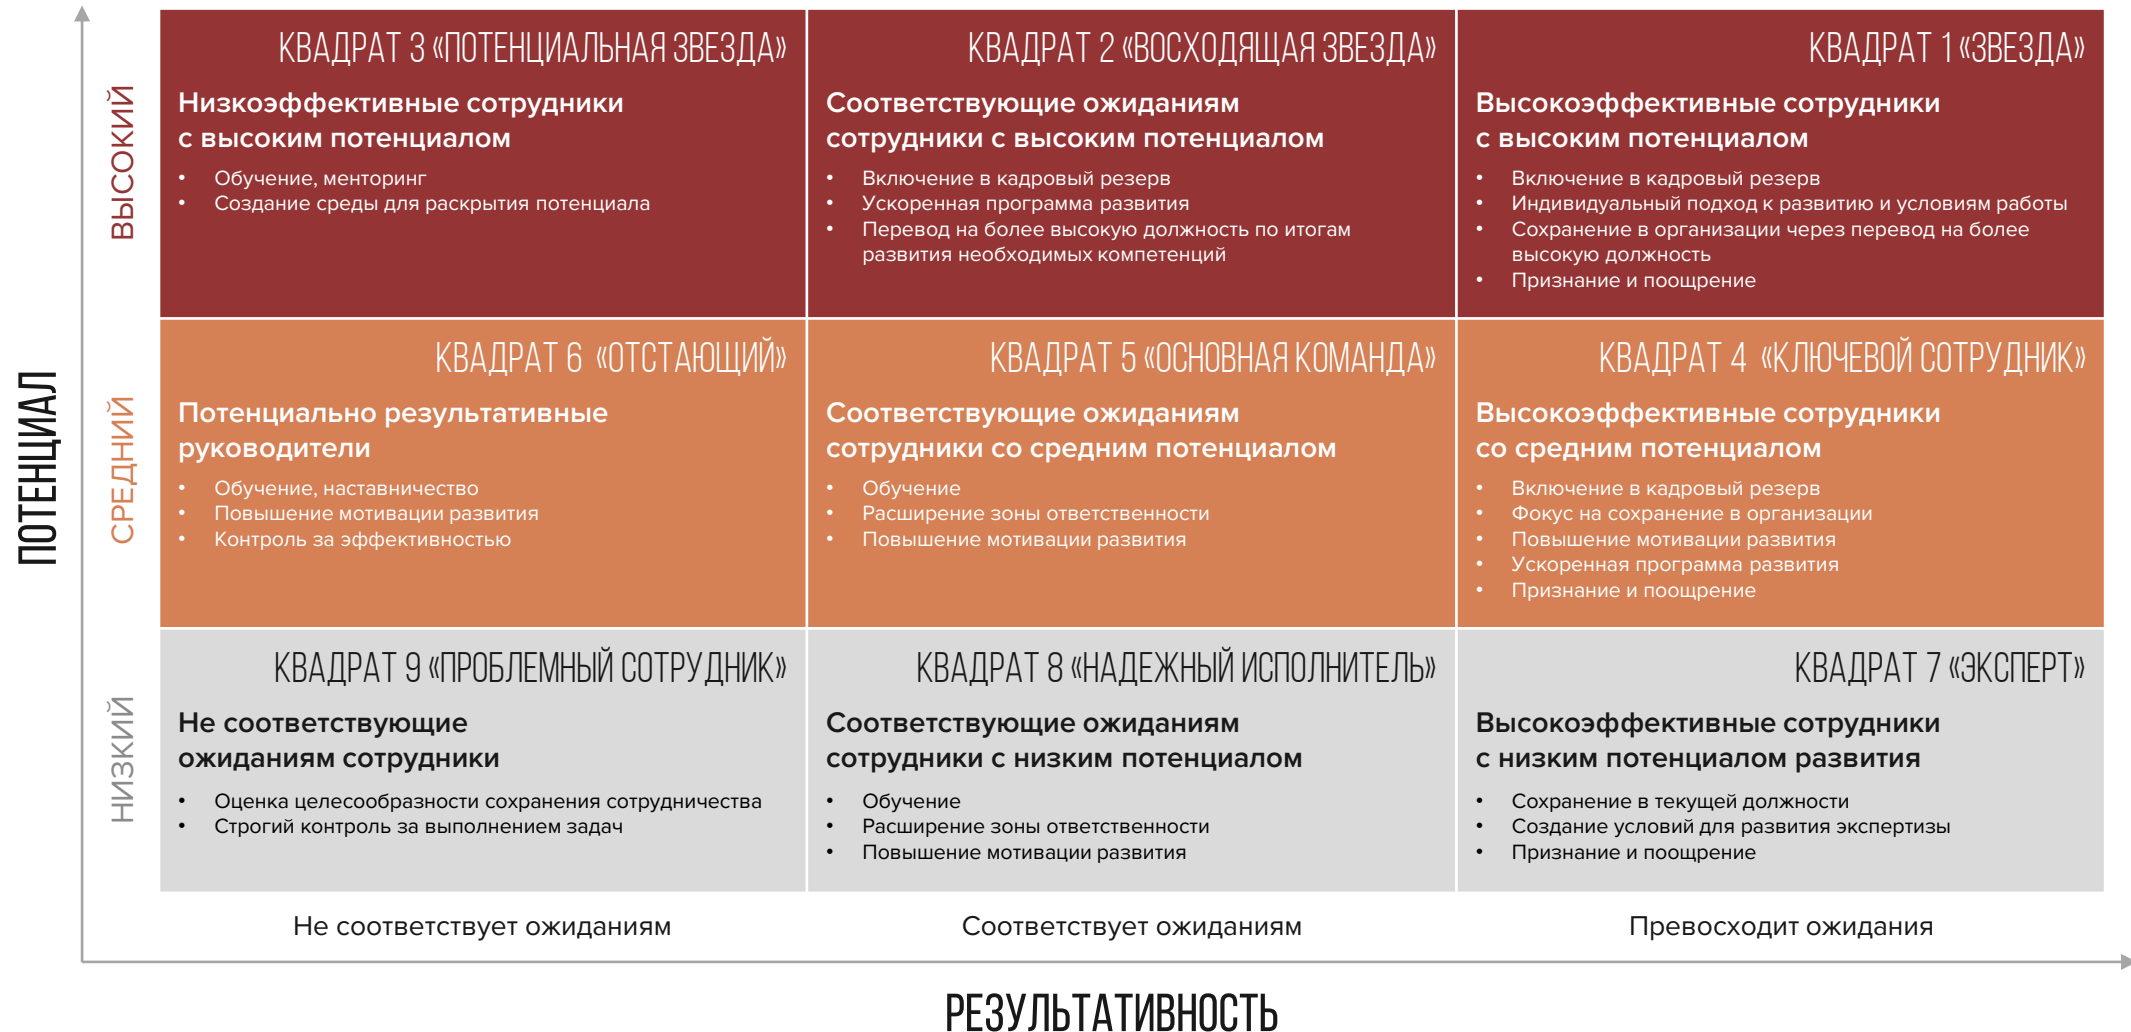 ПОТЕНЦИАЛ
ВЫСОКИЙ
КВАДРАТ 3 «ПОТЕНЦИАЛЬНАЯ ЗВЕЗДА»
Низкоэффективные сотрудники
с высоким потенциалом
• Обучение, менторинг
• Создание среды для раскрытия потенциала
КВАДРАТ 2 «ВОСХОДЯЩАЯ ЗВЕЗДА»
Соответствующие ожиданиям
сотрудники с высоким потенциалом
• Включение в кадровый резерв
• Ускоренная программа развития
• Перевод на более высокую должность по итогам
развития необходимых компетенций
КВАДРАТ 1 «ЗВЕЗДА»
Высокоэффективные сотрудники
с высоким потенциалом
• Включение в кадровый резерв
• Индивидуальный подход к развитию и условиям работы
• Сохранение в организации через перевод на более
высокую должность
• Признание и поощрение
СРЕДНИЙ
КВАДРАТ 6 «ОТСТАЮЩИЙ»
Потенциально результативные
руководители
• Обучение, наставничество
• Повышение мотивации развития
• Контроль за эффективностью
КВАДРАТ 5 «ОСНОВНАЯ КОМАНДА»
Соответствующие ожиданиям
сотрудники со средним потенциалом
• Обучение
• Расширение зоны ответственности
• Повышение мотивации развития
КВАДРАТ 4 «КЛЮЧЕВОЙ СОТРУДНИК»
Высокоэффективные сотрудники
со средним потенциалом
• Включение в кадровый резерв
• Фокус на сохранение в организации
• Повышение мотивации развития
• Ускоренная программа развития
• Признание и поощрение
НИЗКИЙ
КВАДРАТ 9 «ПРОБЛЕМНЫЙ СОТРУДНИК»
Не соответствующие
ожиданиям сотрудники
• Оценка целесообразности сохранения сотрудничества
• Строгий контроль за выполнением задач
КВАДРАТ 8 «НАДЕЖНЫЙ ИСПОЛНИТЕЛЬ»
Соответствующие ожиданиям
сотрудники с низким потенциалом
• Обучение
• Расширение зоны ответственности
• Повышение мотивации развития
КВАДРАТ 7 «ЭКСПЕРТ»
Высокоэффективные сотрудники
с низким потенциалом развития
• Сохранение в текущей должности
• Создание условий для развития экспертизы
• Признание и поощрение
Не соответствует ожиданиям
Соответствует ожиданиям
Превосходит ожидания
РЕЗУЛЬТАТИВНОСТЬ